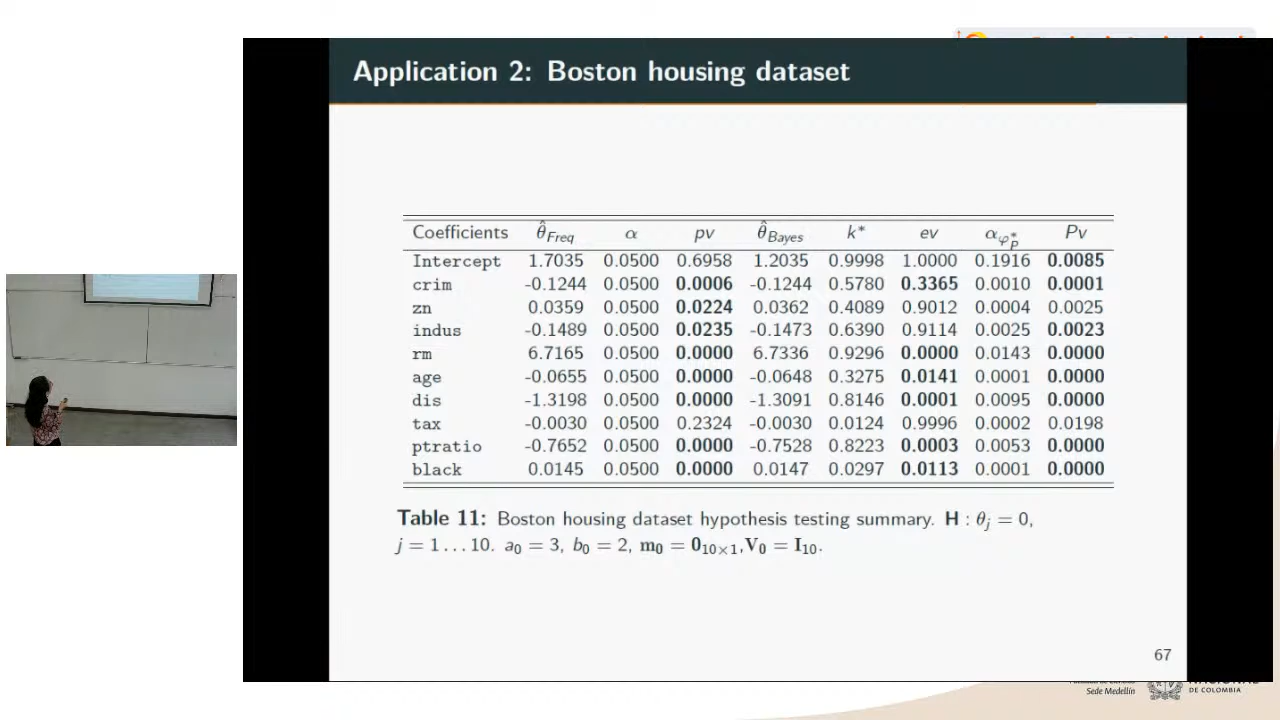 Application 2: Boston housing dataset
Coefficients θ̂Freq α pv θ̂Bayes k* ev αφ*p Pv
Intercept 1.7035 0.0500 0.6958 1.2035 0.9998 1.0000 0.1916 0.0085
crim -0.1244 0.0500 0.0006 -0.1244 0.5780 0.3365 0.0010 0.0001
zn 0.0359 0.0500 0.0224 0.0362 0.4089 0.9012 0.0004 0.0025
indus -0.1489 0.0500 0.0235 -0.1473 0.6390 0.9114 0.0025 0.0023
rm 6.7165 0.0500 0.0000 6.7336 0.9296 0.0000 0.0143 0.0000
age -0.0655 0.0500 0.0000 -0.0648 0.3275 0.0141 0.0001 0.0000
dis -1.3198 0.0500 0.0000 -1.3091 0.8146 0.0001 0.0095 0.0000
tax -0.0030 0.0500 0.2324 -0.0030 0.0124 0.9996 0.0002 0.0198
ptratio -0.7652 0.0500 0.0000 -0.7528 0.8223 0.0003 0.0053 0.0000
black 0.0145 0.0500 0.0000 0.0147 0.0297 0.0113 0.0001 0.0000
Table 11: Boston housing dataset hypothesis testing summary. H : θj = 0,
j = 1 . . . 10. a0 = 3, b0 = 2, m0 = 010×1,V0 = I10.
67
Sede Medellín
DE COLOMBIA